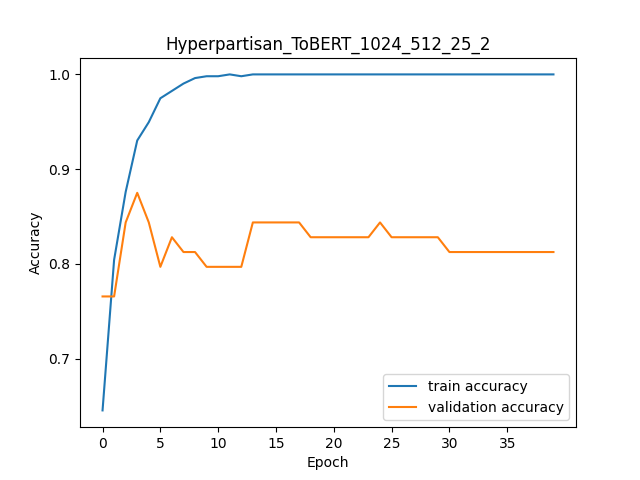 Hyperpartisan_ToBERT_1024_512_25_2
1.0
0.9
0.8
0.7
Accuracy
train accuracy
validation accuracy
0 5 10 15 20 25 30 35
Epoch